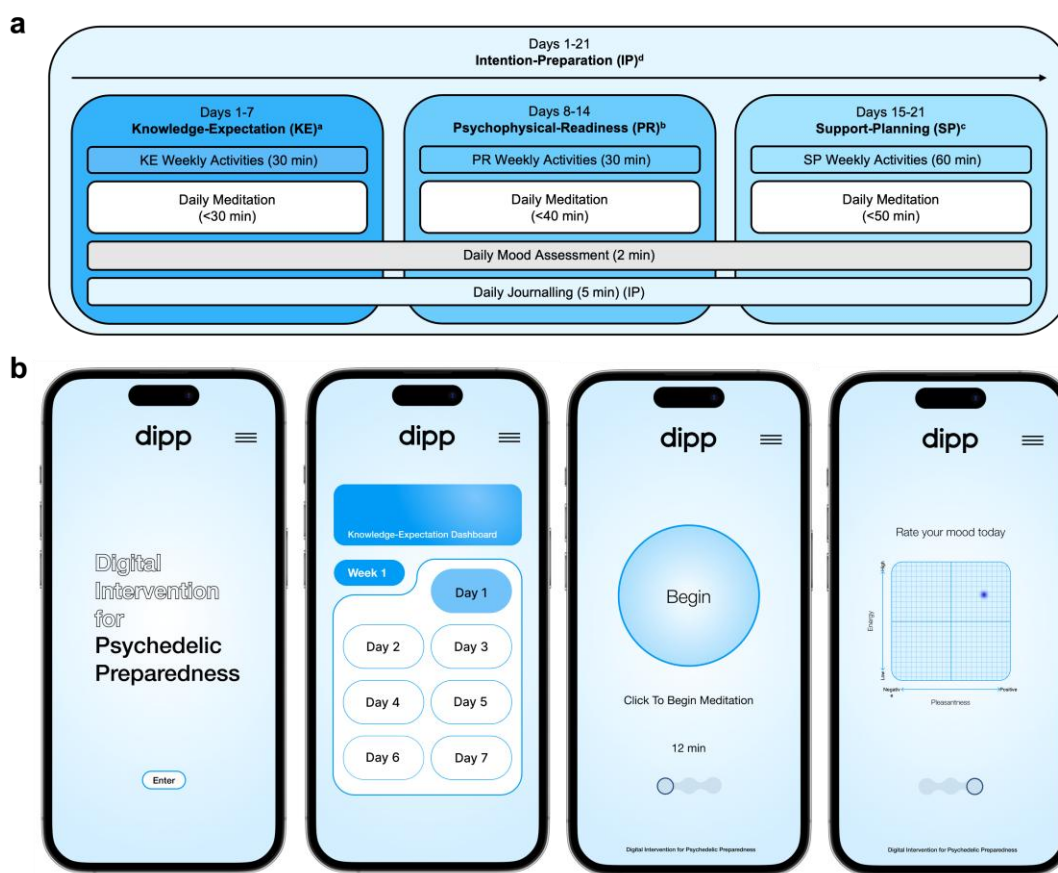 a
Days 1-21
Intention-Preparation (IP)ᵈ
Days 1-7
Knowledge-Expectation (KE)ᵃ
KE Weekly Activities (30 min)
Daily Meditation
(<30 min)
Days 8-14
Psychophysical-Readiness (PR)ᵇ
PR Weekly Activities (30 min)
Daily Meditation
(<40 min)
Days 15-21
Support-Planning (SP)ᶜ
SP Weekly Activities (60 min)
Daily Meditation
(<50 min)
Daily Mood Assessment (2 min)
Daily Journalling (5 min) (IP)
b
dipp
Digital
Intervention
for
Psychedelic
Preparedness
Enter
dipp
Knowledge-Expectation Dashboard
Week 1
Day 1
Day 2
Day 3
Day 4
Day 5
Day 6
Day 7
dipp
Begin
Click To Begin Meditation
12 min
Digital Intervention for Psychedelic Preparedness
dipp
Rate your mood today
High
Energy
Low
Negativ
e
Positive
Pleasantness
Digital Intervention for Psychedelic Preparedness